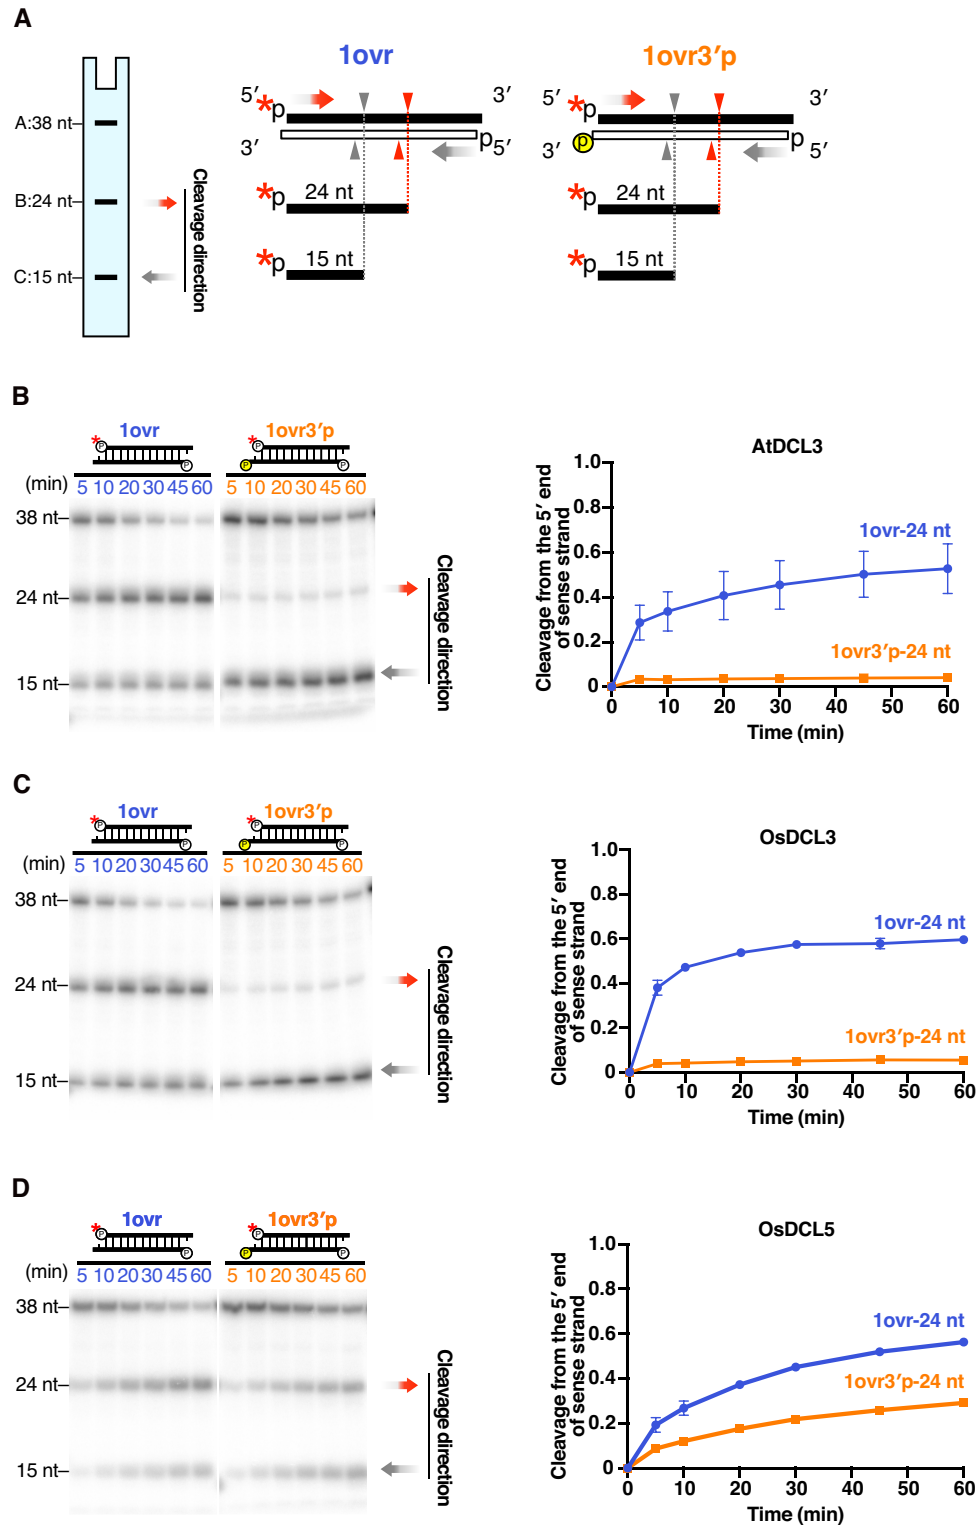 A
1ovr
1ovr3′p
A:38 nt
B:24 nt
C:15 nt
Cleavage direction
5′
*p
3′
3′
p5′
24 nt
*p
15 nt
*p
5′
*p
3′
3′
p
p
5′
24 nt
*p
15 nt
*p
B
1ovr
1ovr3′p
* P
P
* P
P
P
(min) 5 10 20 30 45 60 5 10 20 30 45 60
38 nt
24 nt
15 nt
Cleavage direction
AtDCL3
Cleavage from the 5′ end
of sense strand
1.0
0.8
0.6
0.4
0.2
0
1ovr-24 nt
1ovr3′p-24 nt
0 10 20 30 40 50 60
Time (min)
C
1ovr
1ovr3′p
* P
P
* P
P
P
(min) 5 10 20 30 45 60 5 10 20 30 45 60
38 nt
24 nt
15 nt
Cleavage direction
OsDCL3
Cleavage from the 5′ end
of sense strand
1.0
0.8
0.6
0.4
0.2
0
1ovr-24 nt
1ovr3′p-24 nt
0 10 20 30 40 50 60
Time (min)
D
1ovr
1ovr3′p
* P
P
* P
P
P
(min) 5 10 20 30 45 60 5 10 20 30 45 60
38 nt
24 nt
15 nt
Cleavage direction
OsDCL5
Cleavage from the 5′ end
of sense strand
1.0
0.8
0.6
0.4
0.2
0
1ovr-24 nt
1ovr3′p-24 nt
0 10 20 30 40 50 60
Time (min)